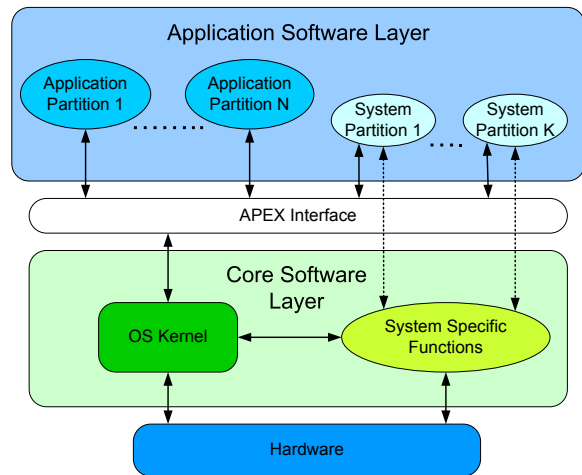 Application Software Layer
Application
Partition 1
Application
Partition N
System
Partition 1
System
Partition K
APEX Interface
Core Software
Layer
OS Kernel
System Specific
Functions
Hardware